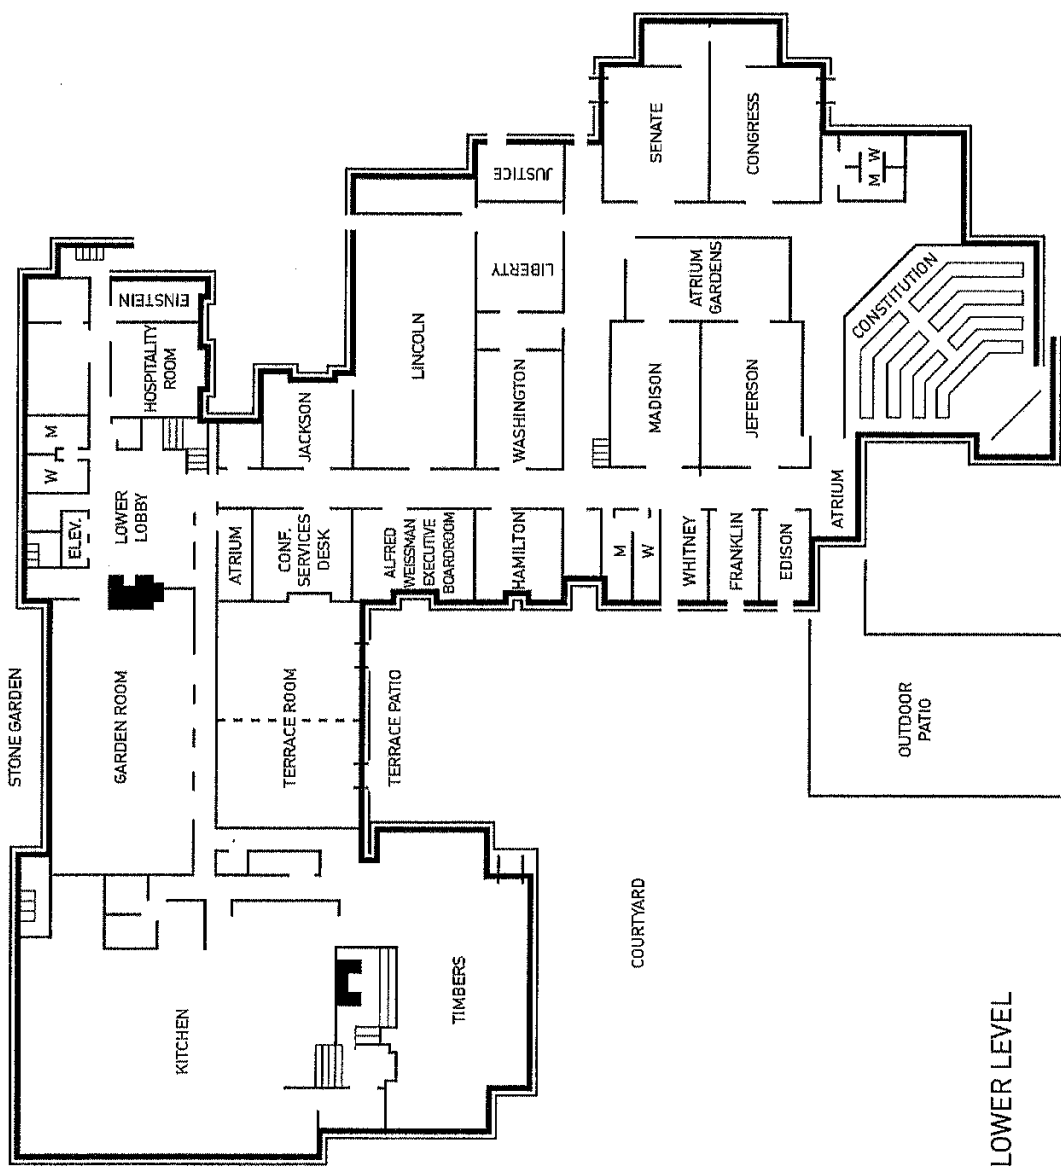 STONE GARDEN
W
M
ELEV.
GARDEN ROOM
LOWER
LOBBY
HOSPITALITY
ROOM
EINSTEIN
KITCHEN
ATRIUM
TERRACE ROOM
CONF.
SERVICES
DESK
JACKSON
TERRACE PATIO
ALFRED
WEISSMAN
EXECUTIVE
BOARDROOM
LINCOLN
TIMBERS
HAMILTON
WASHINGTON
LIBERTY
JUSTICE
COURTYARD
M
W
MADISON
SENATE
WHITNEY
ATRIUM
GARDENS
FRANKLIN
JEFERSON
CONGRESS
EDISON
ATRIUM
M W
CONSTITUTION
OUTDOOR
PATIO
LOWER LEVEL